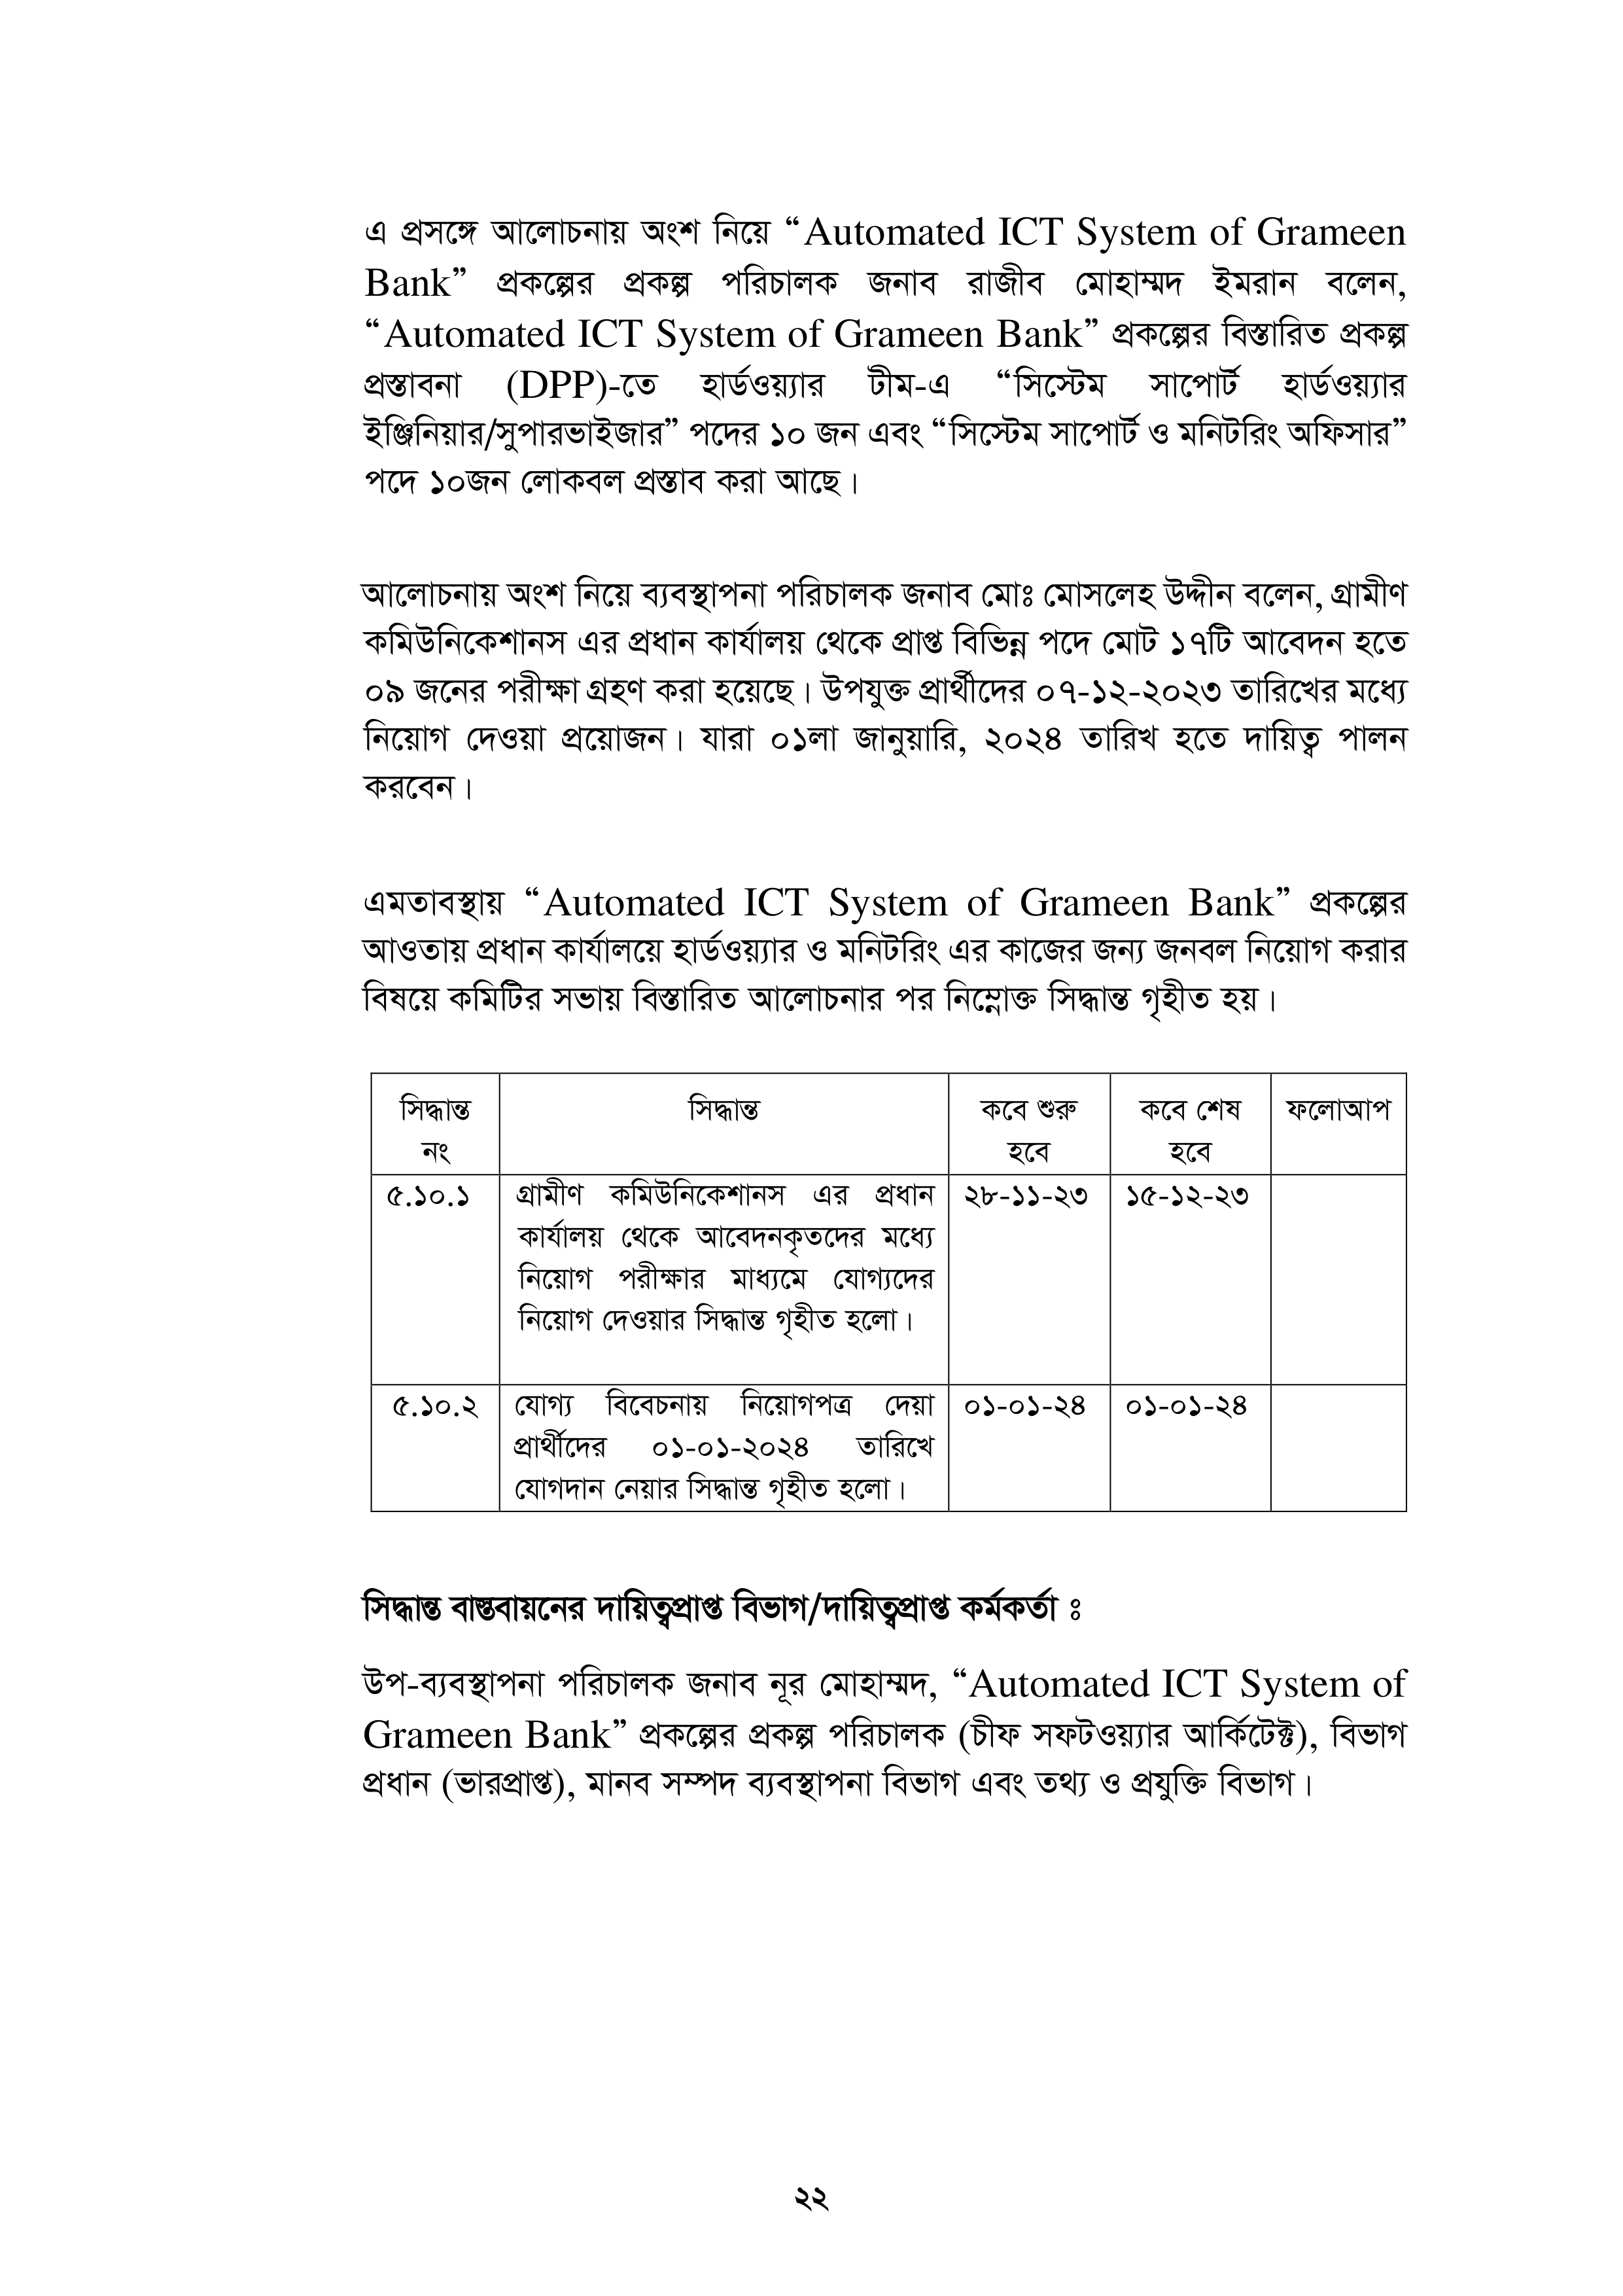 এ প্রসঙ্গে আলোচনায় অংশ নিয়ে “Automated ICT System of Grameen
Bank” প্রকল্পের প্রকল্প পরিচালক জনাব রাজীব মোহাম্মদ ইমরান বলেন,
“Automated ICT System of Grameen Bank” প্রকল্পের বিস্তারিত প্রকল্প
প্রস্তাবনা (DPP)-তে হার্ডওয়্যার টীম-এ “সিস্টেম সাপোর্ট হার্ডওয়্যার
ইঞ্জিনিয়ার/সুপারভাইজার” পদের ১০ জন এবং “সিস্টেম সাপোর্ট ও মনিটরিং অফিসার”
পদে ১০জন লোকবল প্রস্তাব করা আছে।
আলোচনায় অংশ নিয়ে ব্যবস্থাপনা পরিচালক জনাব মোঃ মোসলেহ উদ্দীন বলেন, গ্রামীণ
কমিউনিকেশানস এর প্রধান কার্যালয় থেকে প্রাপ্ত বিভিন্ন পদে মোট ১৭টি আবেদন হতে
০৯ জনের পরীক্ষা গ্রহণ করা হয়েছে। উপযুক্ত প্রার্থীদের ০৭-১২-২০২৩ তারিখের মধ্যে
নিয়োগ দেওয়া প্রয়োজন। যারা ০১লা জানুয়ারি, ২০২৪ তারিখ হতে দায়িত্ব পালন
করবেন।
এমতাবস্থায় “Automated ICT System of Grameen Bank” প্রকল্পের
আওতায় প্রধান কার্যালয়ে হার্ডওয়্যার ও মনিটরিং এর কাজের জন্য জনবল নিয়োগ করার
বিষয়ে কমিটির সভায় বিস্তারিত আলোচনার পর নিম্নোক্ত সিদ্ধান্ত গৃহীত হয়।
সিদ্ধান্ত নং	সিদ্ধান্ত	কবে শুরু হবে	কবে শেষ হবে	ফলোআপ
৫.১০.১	গ্রামীণ কমিউনিকেশানস এর প্রধান	২৮-১১-২৩	১৫-১২-২৩
কার্যালয় থেকে আবেদনকৃতদের মধ্যে
নিয়োগ পরীক্ষার মাধ্যমে যোগ্যদের
নিয়োগ দেওয়ার সিদ্ধান্ত গৃহীত হলো।
৫.১০.২	যোগ্য বিবেচনায় নিয়োগপত্র দেয়া	০১-০১-২৪	০১-০১-২৪
প্রার্থীদের ০১-০১-২০২৪ তারিখে
যোগদান নেয়ার সিদ্ধান্ত গৃহীত হলো।
সিদ্ধান্ত বাস্তবায়নের দায়িত্বপ্রাপ্ত বিভাগ/দায়িত্বপ্রাপ্ত কর্মকর্তা ঃ
উপ-ব্যবস্থাপনা পরিচালক জনাব নূর মোহাম্মদ, “Automated ICT System of
Grameen Bank” প্রকল্পের প্রকল্প পরিচালক (চীফ সফটওয়্যার আর্কিটেক্ট), বিভাগ
প্রধান (ভারপ্রাপ্ত), মানব সম্পদ ব্যবস্থাপনা বিভাগ এবং তথ্য ও প্রযুক্তি বিভাগ।
২২